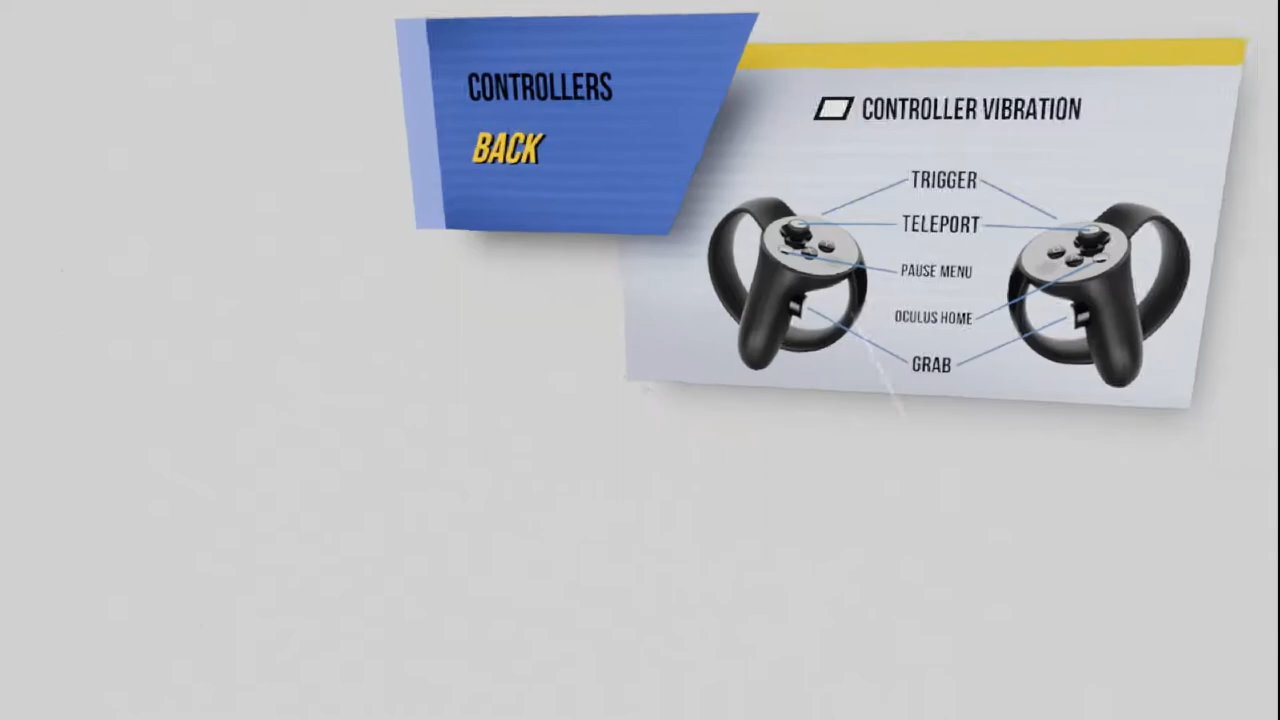 CONTROLLERS
BACK
CONTROLLER VIBRATION
TRIGGER
TELEPORT
PAUSE MENU
OCULUS HOME
GRAB